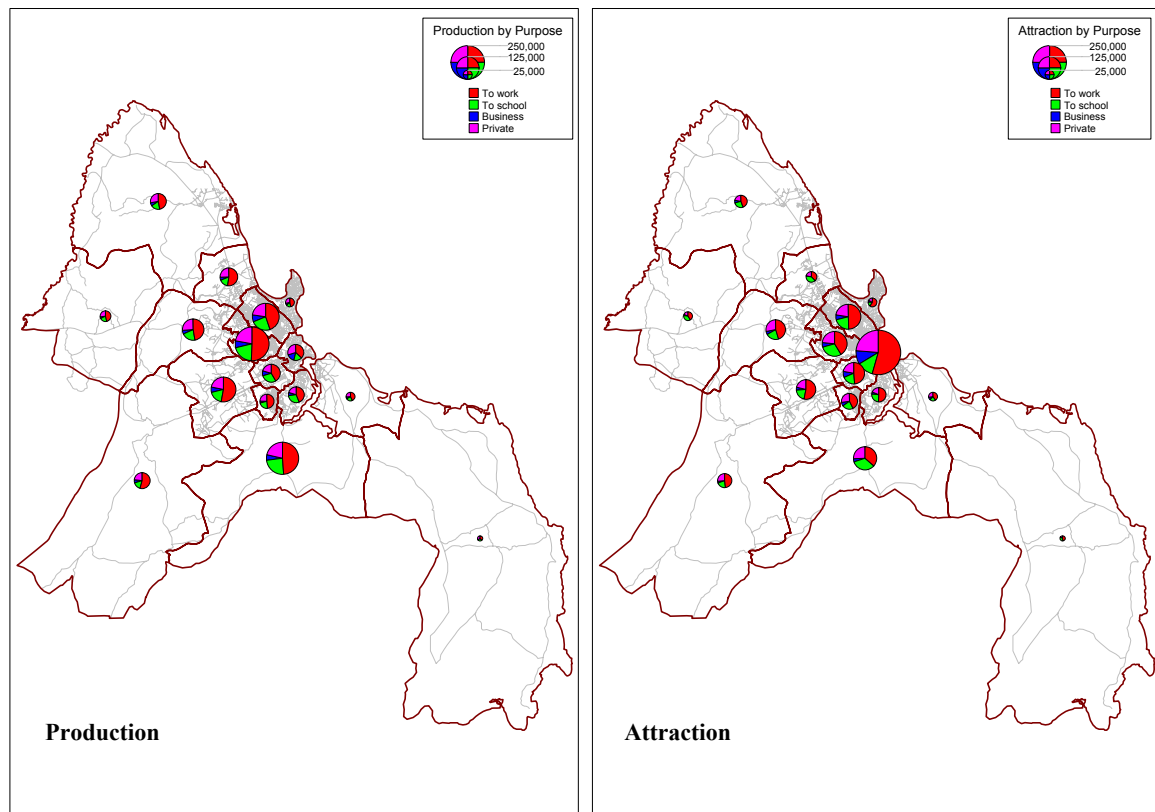 Production by Purpose
250,000
125,000
25,000
To work
To school
Business
Private
Production
Attraction by Purpose
250,000
125,000
25,000
To work
To school
Business
Private
Attraction